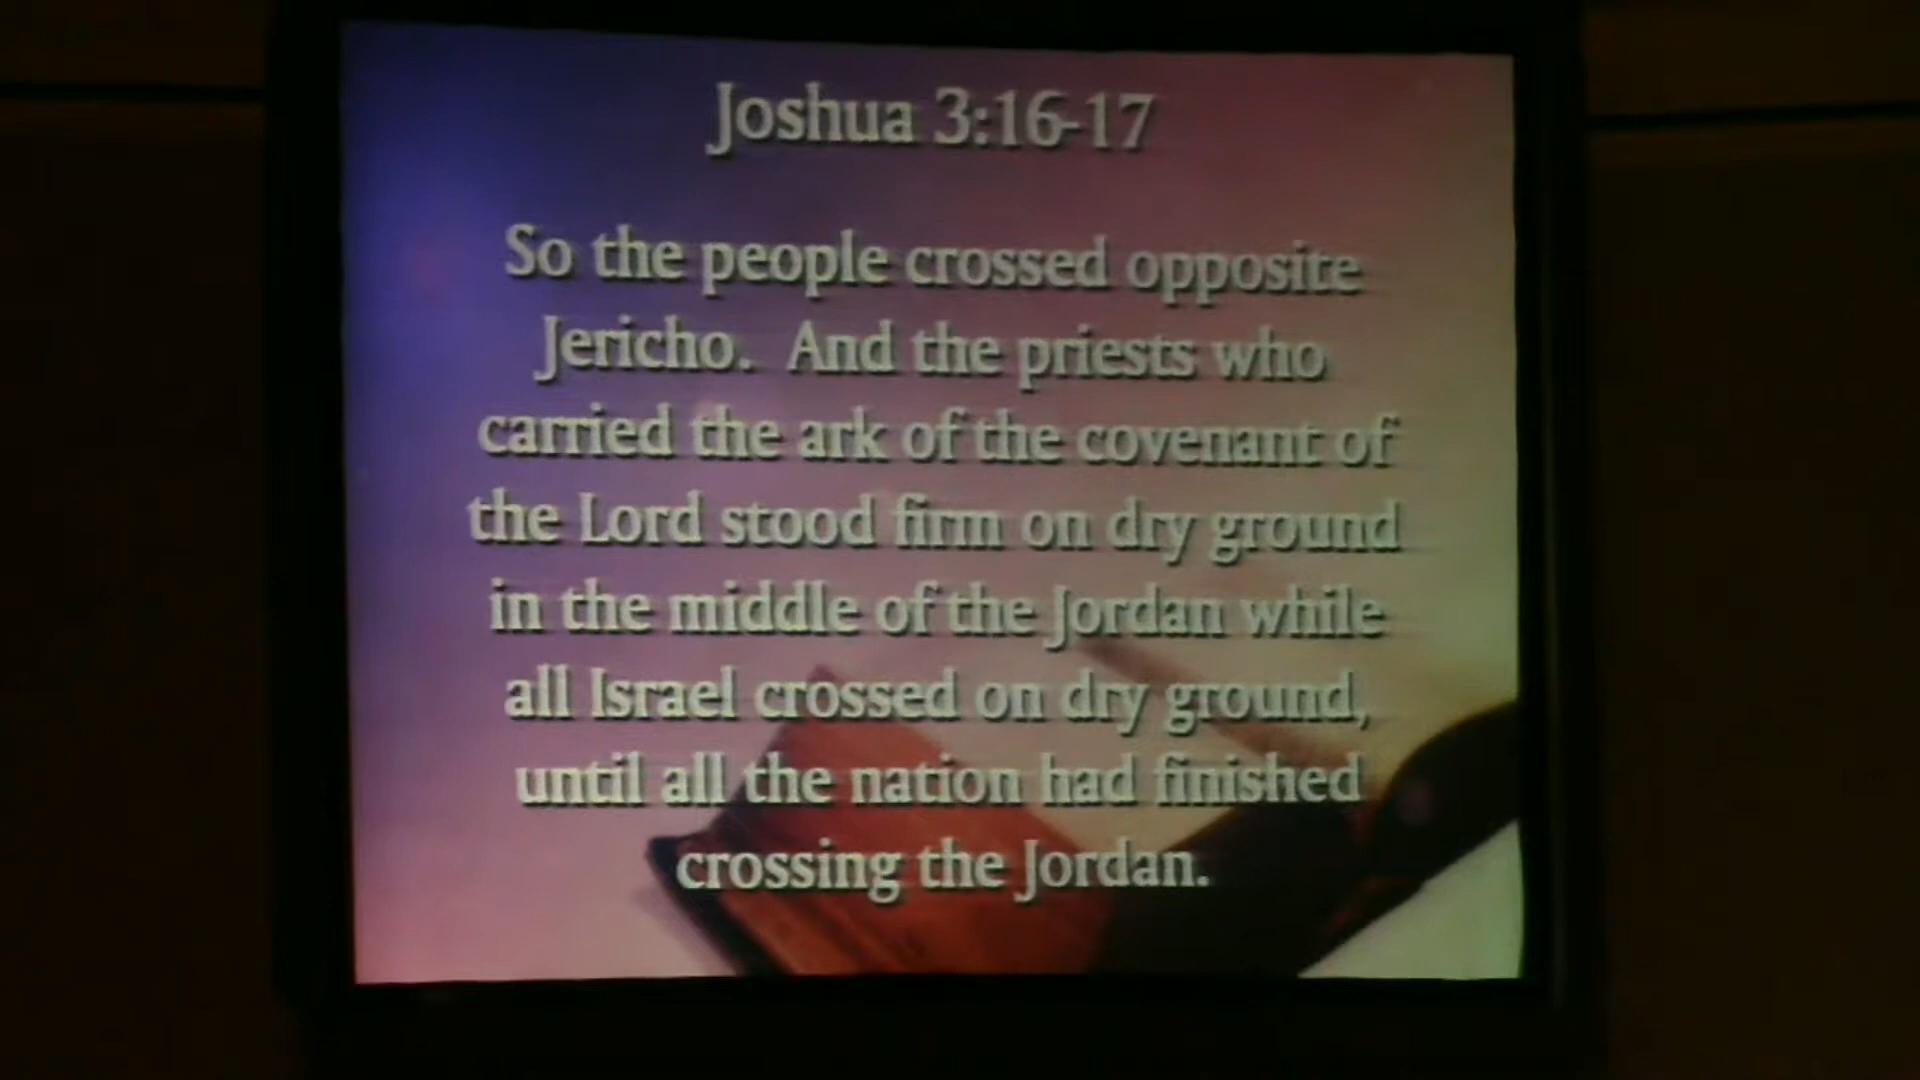 Joshua 3:16-17
So the people crossed opposite
Jericho. And the priests who
carried the ark of the covenant of
the Lord stood firm on dry ground
in the middle of the Jordan while
all Israel crossed on dry ground,
until all the nation had finished
crossing the Jordan.